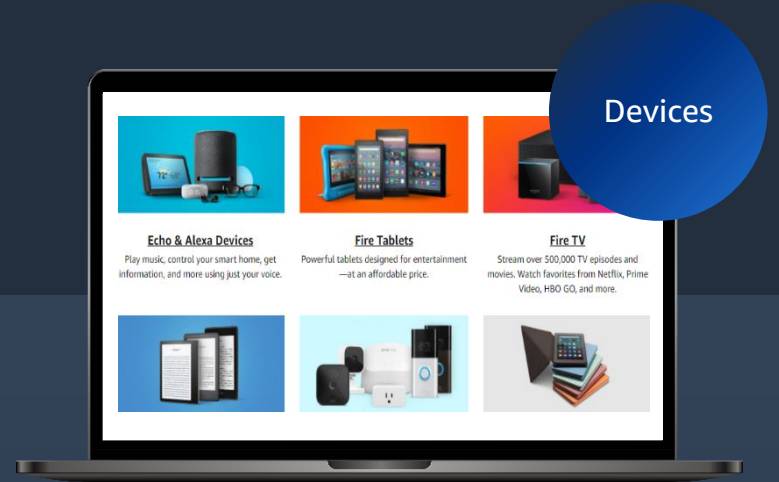 Devices
Echo & Alexa Devices
Play music, control your smart home, get
information, and more using just your voice.
Fire Tablets
Powerful tablets designed for entertainment
—at an affordable price.
Fire TV
Stream over 500,000 TV episodes and
movies. Watch favorites from Netflix, Prime
Video, HBO GO, and more.